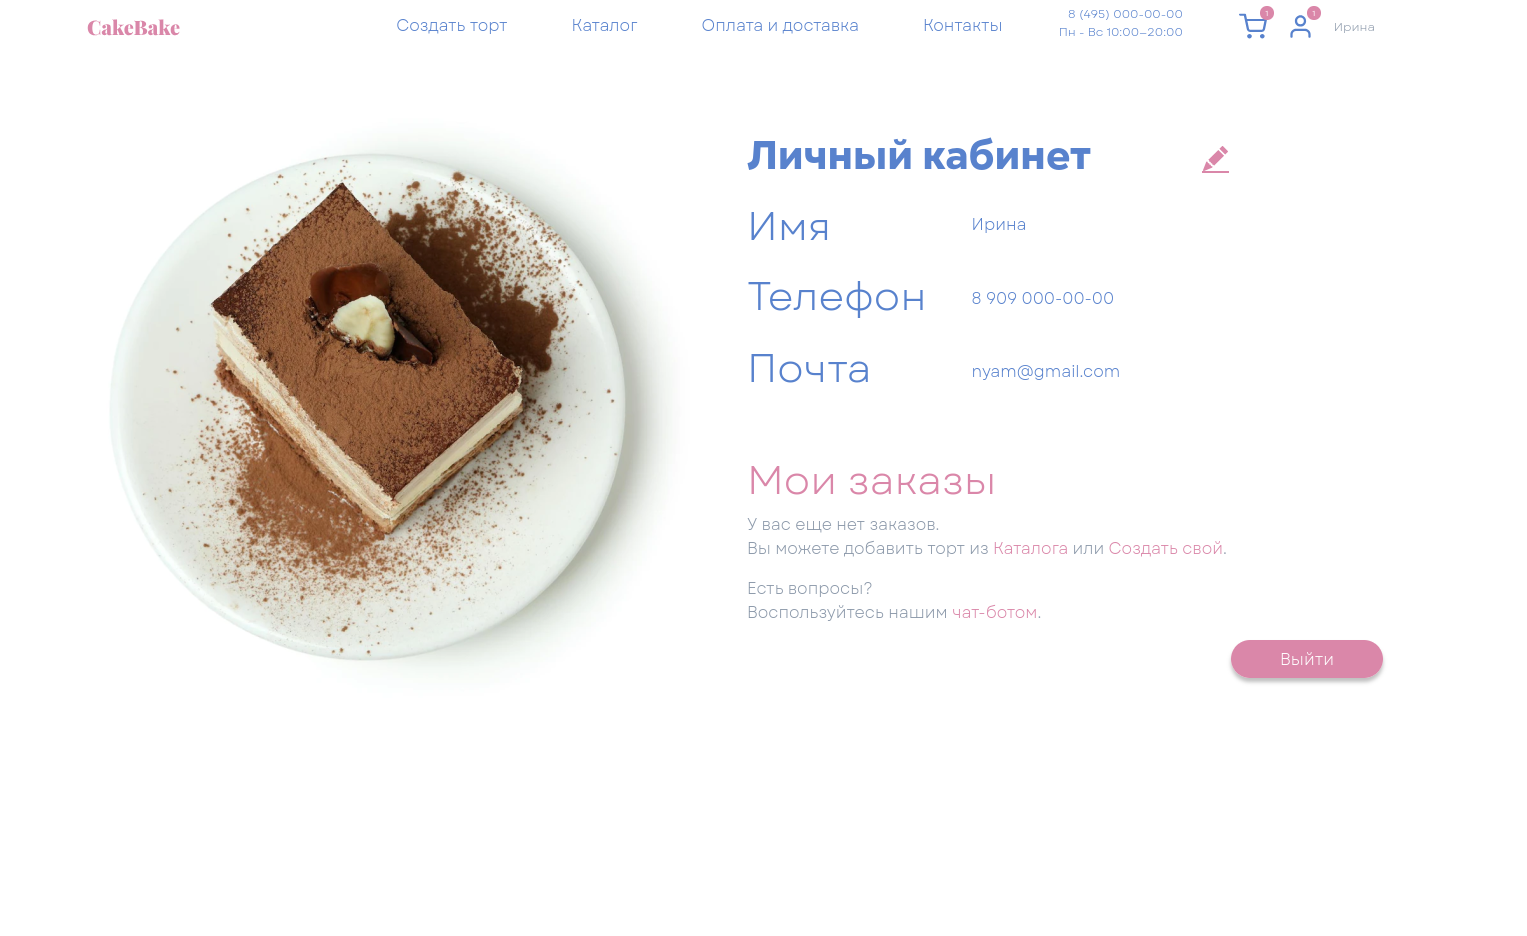 CakeBake
Создать торт
Каталог
Оплата и доставка
Контакты
8 (495) 000-00-00
Пн - Вс 10:00—20:00
1
1
Ирина
Личный кабинет
Имя
Ирина
Телефон
8 909 000-00-00
Почта
nyam@gmail.com
Мои заказы
У вас еще нет заказов.
Вы можете добавить торт из Каталога или Создать свой.
Есть вопросы?
Воспользуйтесь нашим чат-ботом.
Выйти